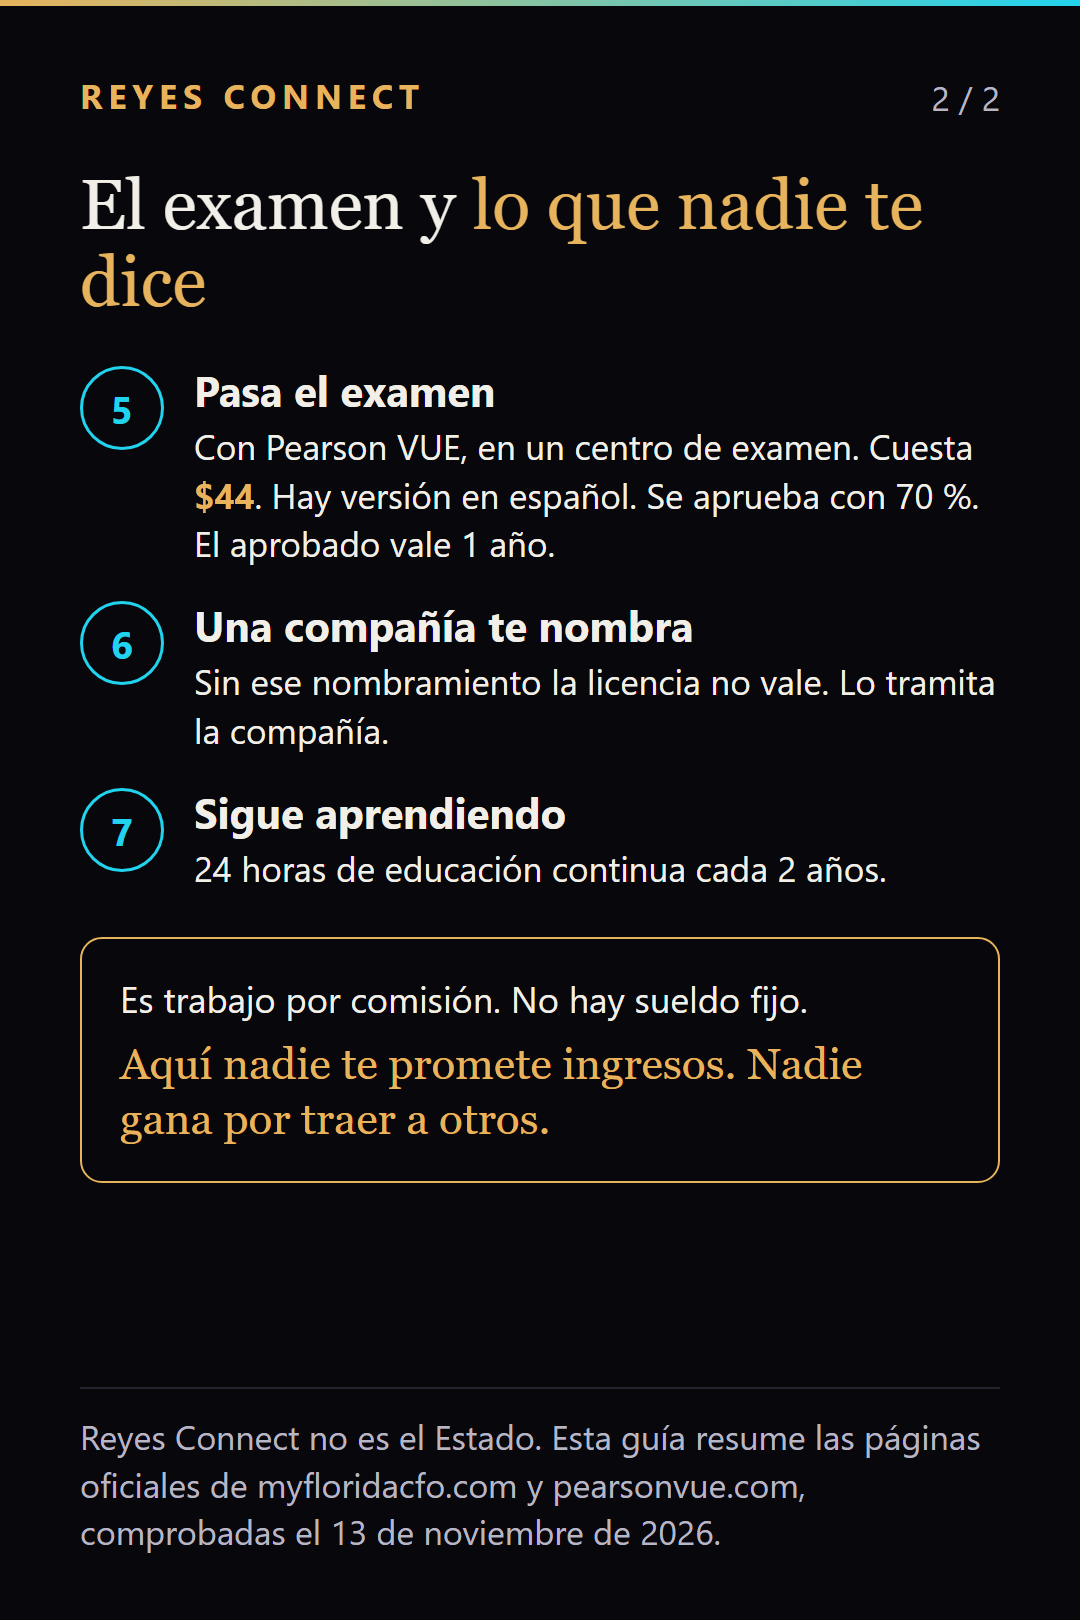 REYES CONNECT
2 / 2
El examen y lo que nadie te
dice
5
Pasa el examen
Con Pearson VUE, en un centro de examen. Cuesta
$44. Hay versión en español. Se aprueba con 70 %.
El aprobado vale 1 año.
6
Una compañía te nombra
Sin ese nombramiento la licencia no vale. Lo tramita
la compañía.
7
Sigue aprendiendo
24 horas de educación continua cada 2 años.
Es trabajo por comisión. No hay sueldo fijo.
Aquí nadie te promete ingresos. Nadie
gana por traer a otros.
Reyes Connect no es el Estado. Esta guía resume las páginas
oficiales de myfloridacfo.com y pearsonvue.com,
comprobadas el 13 de noviembre de 2026.